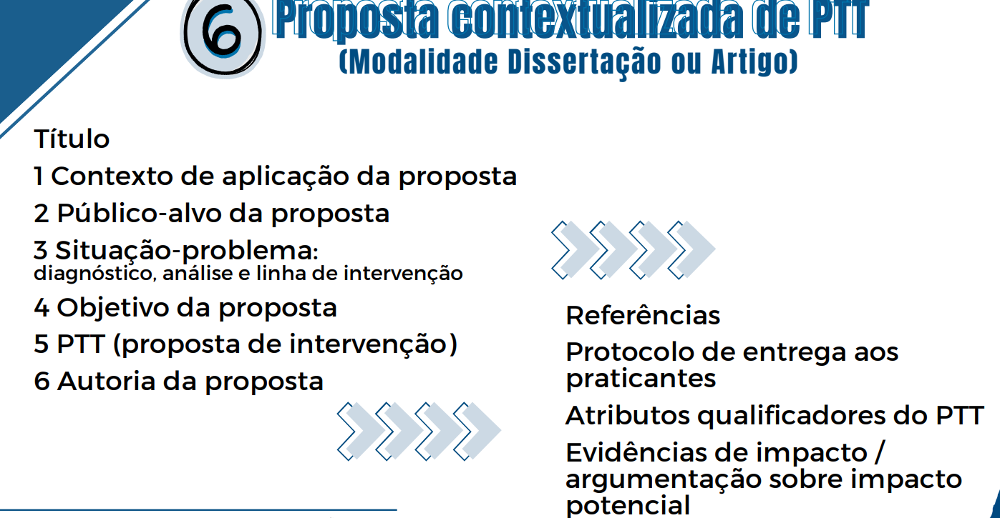 6
Proposta contextualizada de PTT
(Modalidade Dissertação ou Artigo)
Título
1 Contexto de aplicação da proposta
2 Público-alvo da proposta
3 Situação-problema:
diagnóstico, análise e linha de intervenção
4 Objetivo da proposta
5 PTT (proposta de intervenção)
6 Autoria da proposta
Referências
Protocolo de entrega aos
praticantes
Atributos qualificadores do PTT
Evidências de impacto /
argumentação sobre impacto
potencial